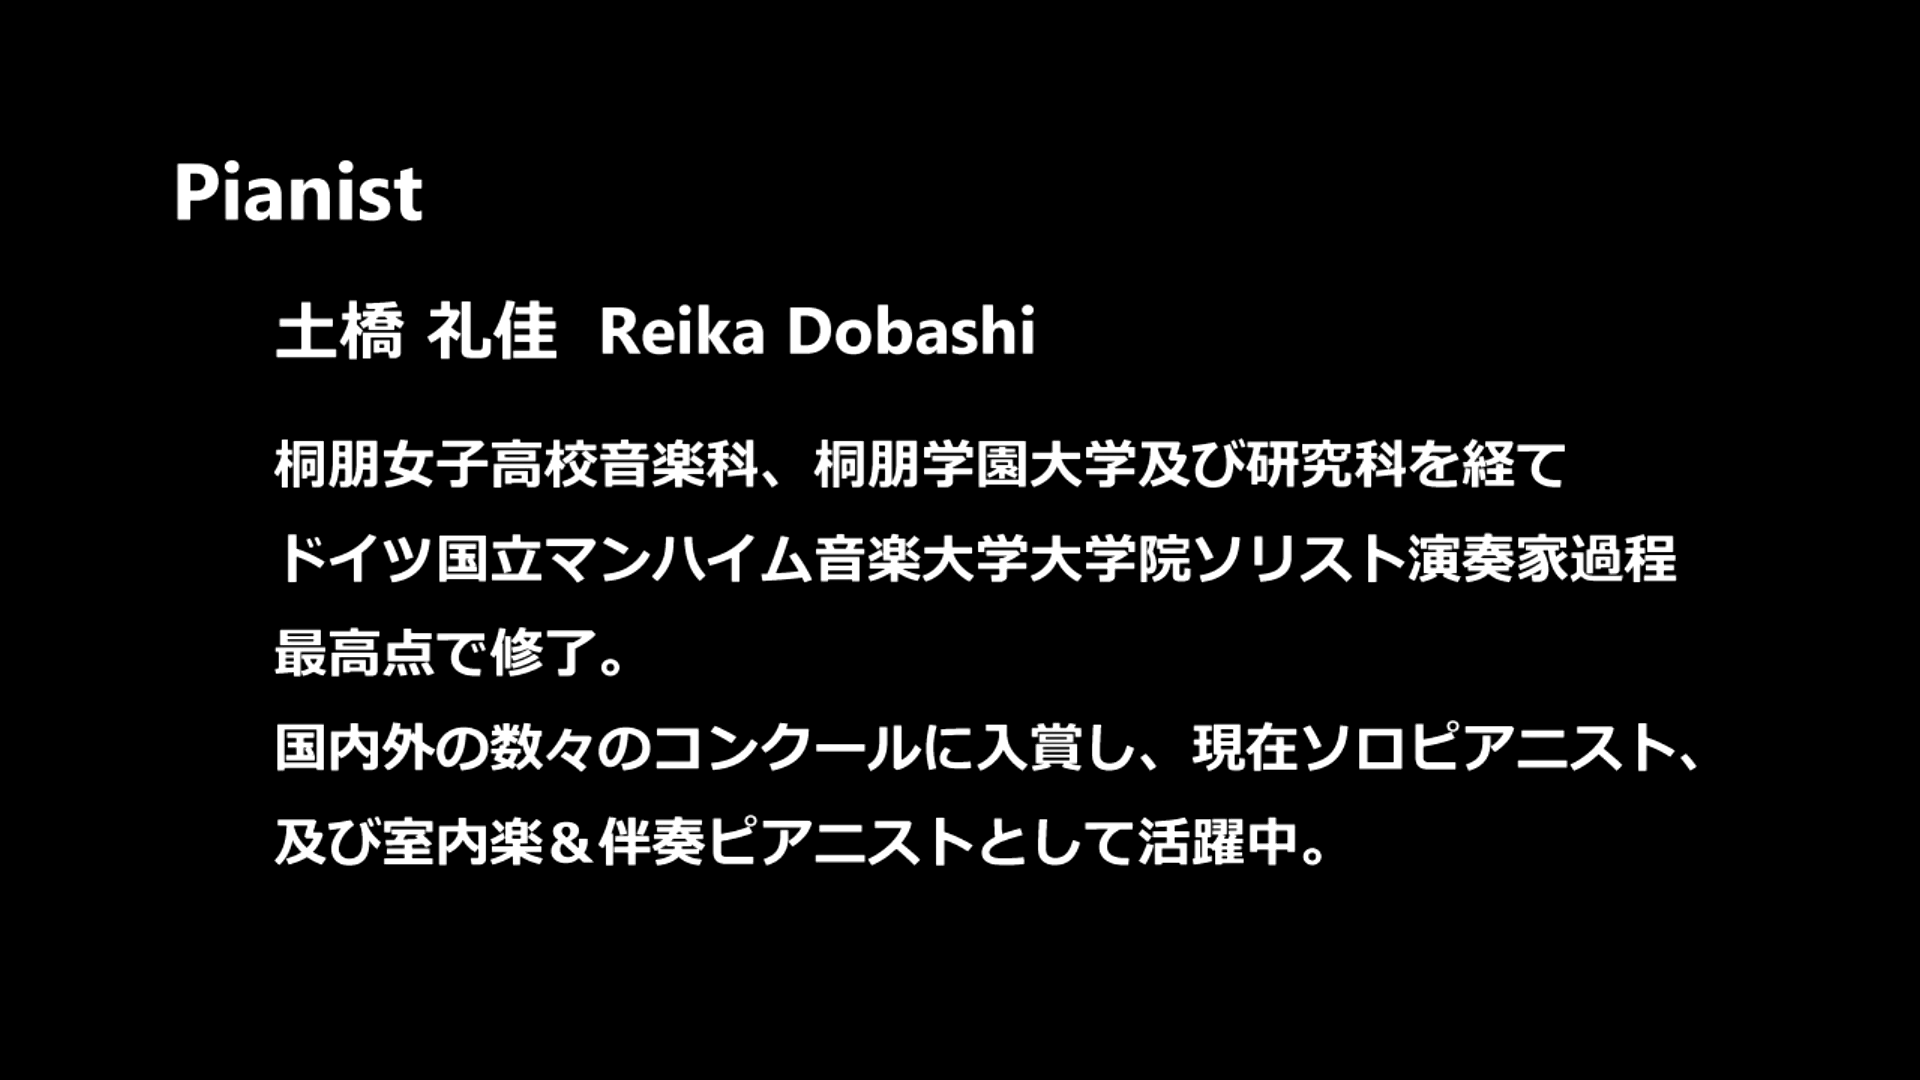 Pianist
土橋 礼佳 Reika Dobashi
桐朋女子高校音楽科、桐朋学園大学及び研究科を経て
ドイツ国立マンハイム音楽大学大学院ソリスト演奏家過程
最高点で修了。
国内外の数々のコンクールに入賞し、現在ソロピアニスト、
及び室内楽＆伴奏ピアニストとして活躍中。